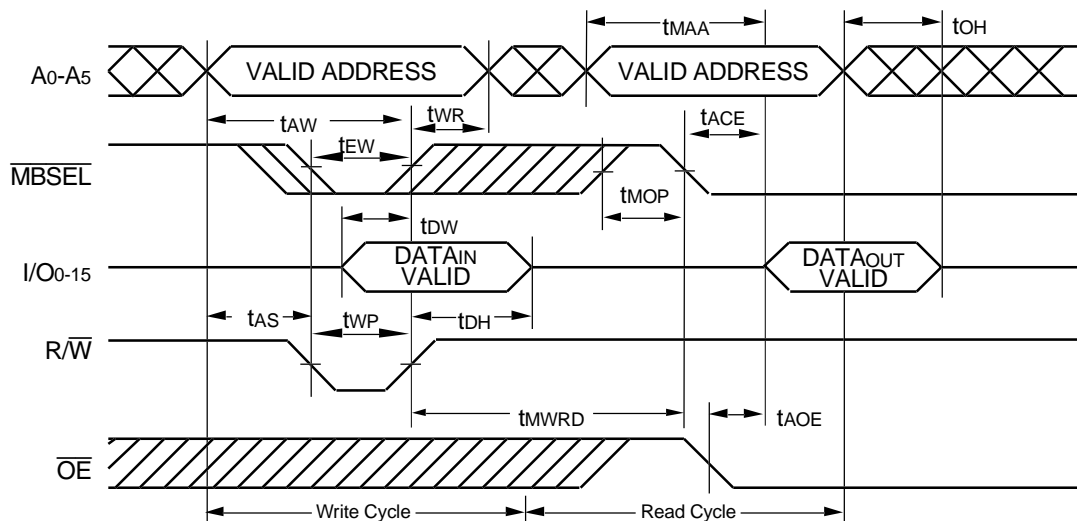 tMAA
tOH
A0-A5
VALID ADDRESS
VALID ADDRESS
tAW
tWR
tACE
tEW
MBSEL
tMOP
tDW
I/O0-15
DATAIN
VALID
DATAOUT
VALID
tAS
tWP
tDH
R/W
tMWRD
tAOE
OE
Write Cycle
Read Cycle